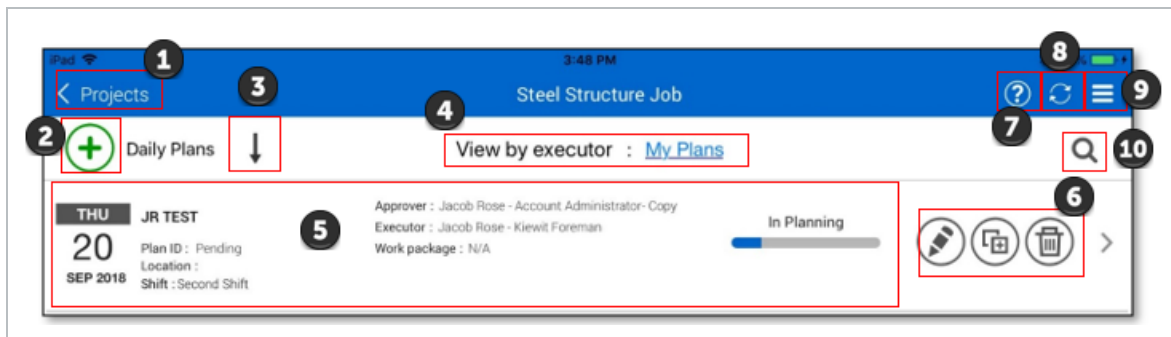 iPad 3:48 PM %
1 3 8
Projects Steel Structure Job ? 9
4 7
2 Daily Plans View by executor : My Plans 10
6
THU JR TEST Approver : Jacob Rose - Account Administrator- Copy In Planning
5 Executor : Jacob Rose - Kiewit Foreman
20 Plan ID : Pending Work package : N/A
Location :
SEP 2018 Shift : Second Shift